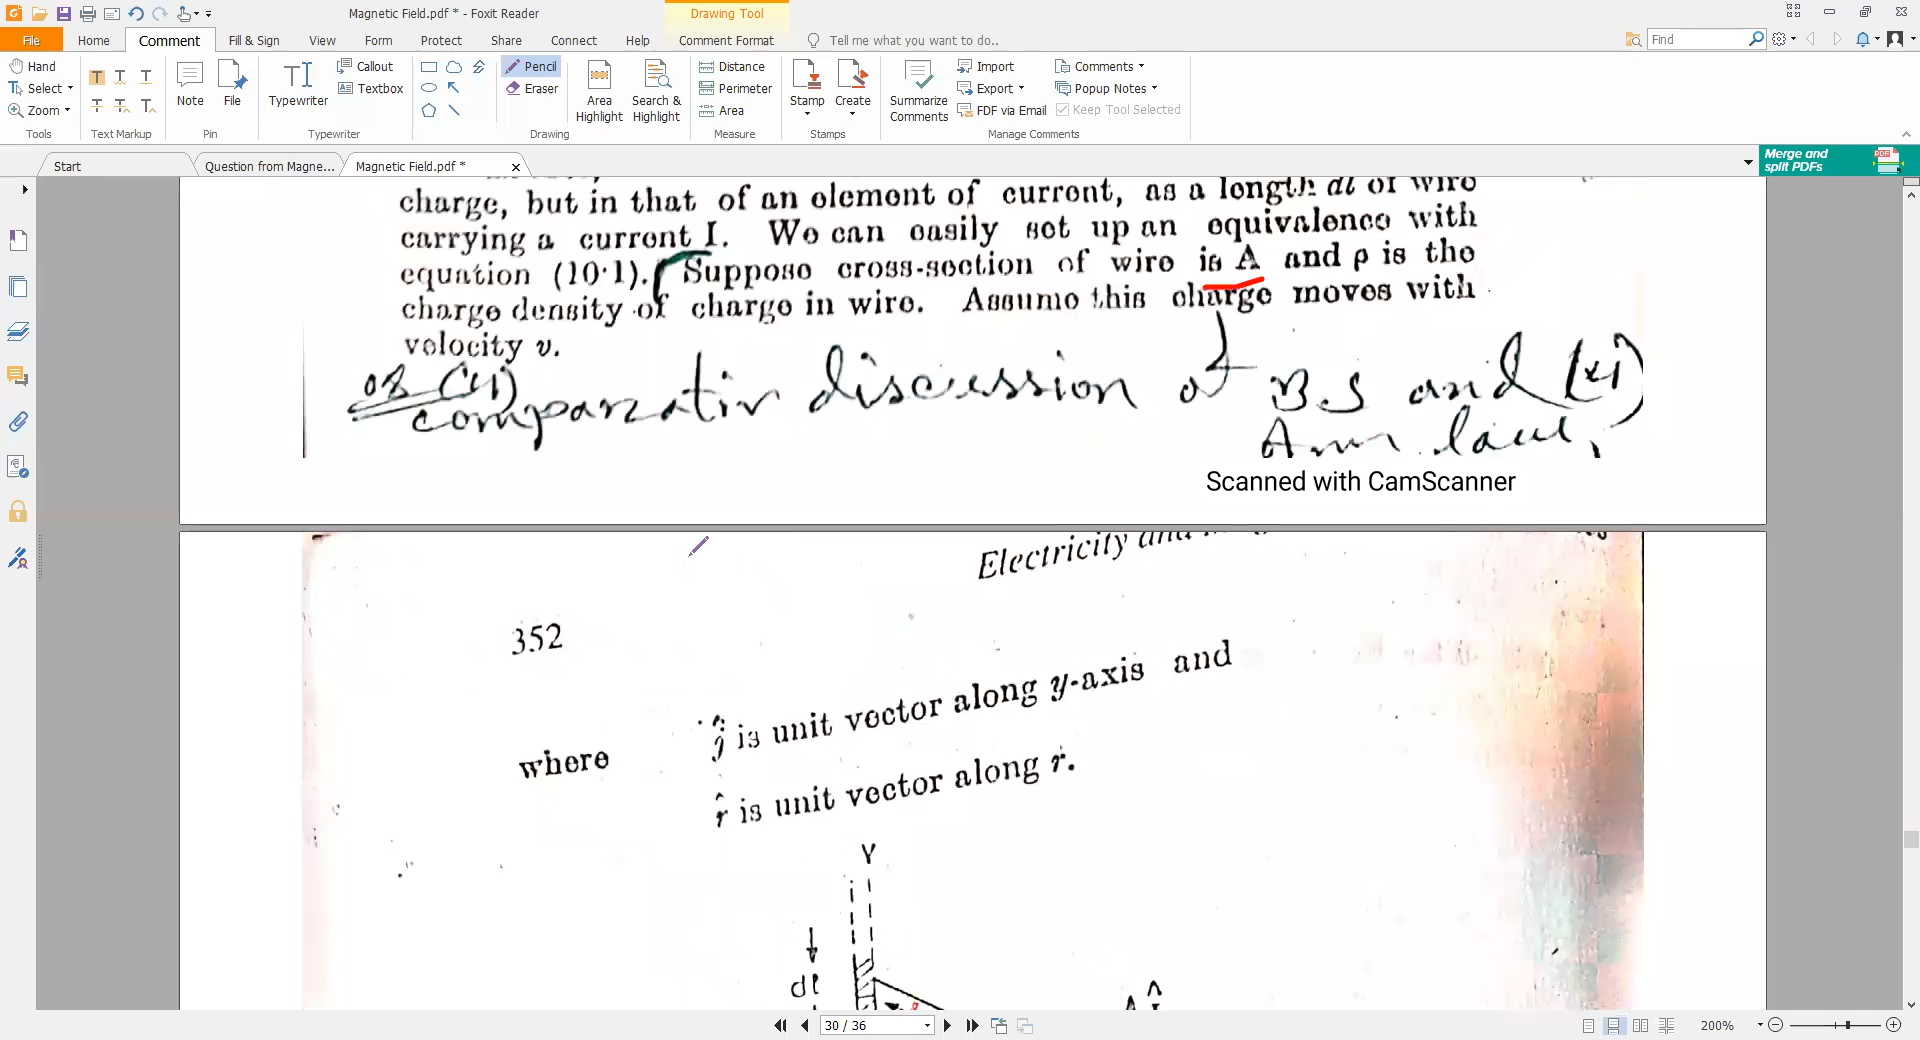 Magnetic Field.pdf * - Foxit Reader
Drawing Tool
File Home Comment Fill & Sign View Form Protect Share Connect Help Comment Format Tell me what you want to do.. Find
Hand
Select
Zoom
Tools
Text Markup
Note File
Pin
Typewriter Callout
Textbox
Typewriter
Pencil
Eraser
Area Highlight Search & Highlight
Drawing
Distance
Perimeter
Area
Measure
Stamp Create
Stamps
Summarize Comments
Import
Export
FDF via Email
Comments
Popup Notes
Keep Tool Selected
Manage Comments
Start Question from Magne... Magnetic Field.pdf *
Merge and
split PDFs
PDF
charge, but in that of an element of current, as a length dl of wire
carrying a current I. We can easily set up an equivalence with
equation (10·1). Suppose cross-section of wire is A and ρ is the
charge density of charge in wire. Assume this charge moves with
velocity v.
discussion of B.S and (xi)
Scanned with CamScanner
Electricity and
352
where ĵ is unit vector along y-axis and
r̂ is unit vector along r.
Y
dl
30 / 36
200%